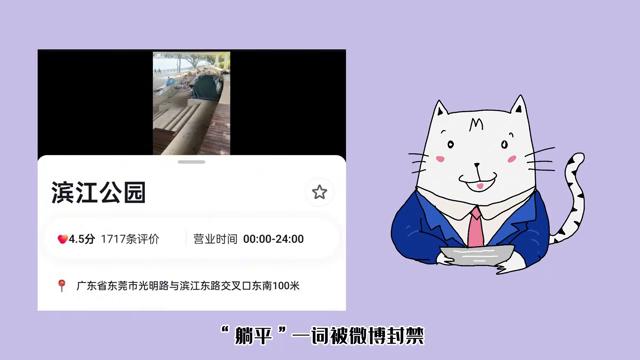 滨江公园
4.5分 1717条评价 营业时间 00:00-24:00
广东省东莞市光明路与滨江东路交叉口东南100米
“躺平”一词被微博封禁